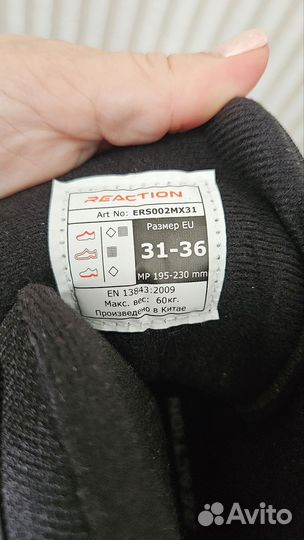 REACTION
Art No: ERS002MX31
Размер EU
31-36
MP 195-230 mm
EN 13843:2009
Макс. вес: 60кг.
Произведено в Китае
Avito